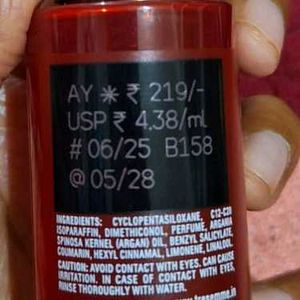 AY * ₹ 219/-
USP ₹ 4.38/ml
# 06/25 B158
@ 05/28
INGREDIENTS: CYCLOPENTASILOXANE, C12-C20
ISOPARAFFIN, DIMETHICONOL, PERFUME, ARGANIA
SPINOSA KERNEL (ARGAN) OIL, BENZYL SALICYLATE,
COUMARIN, HEXYL CINNAMAL, LIMONENE, LINALOOL.
CAUTION: AVOID CONTACT WITH EYES. CAN CAUSE
IRRITATION. IN CASE OF CONTACT WITH EYES,
RINSE THOROUGHLY WITH WATER.